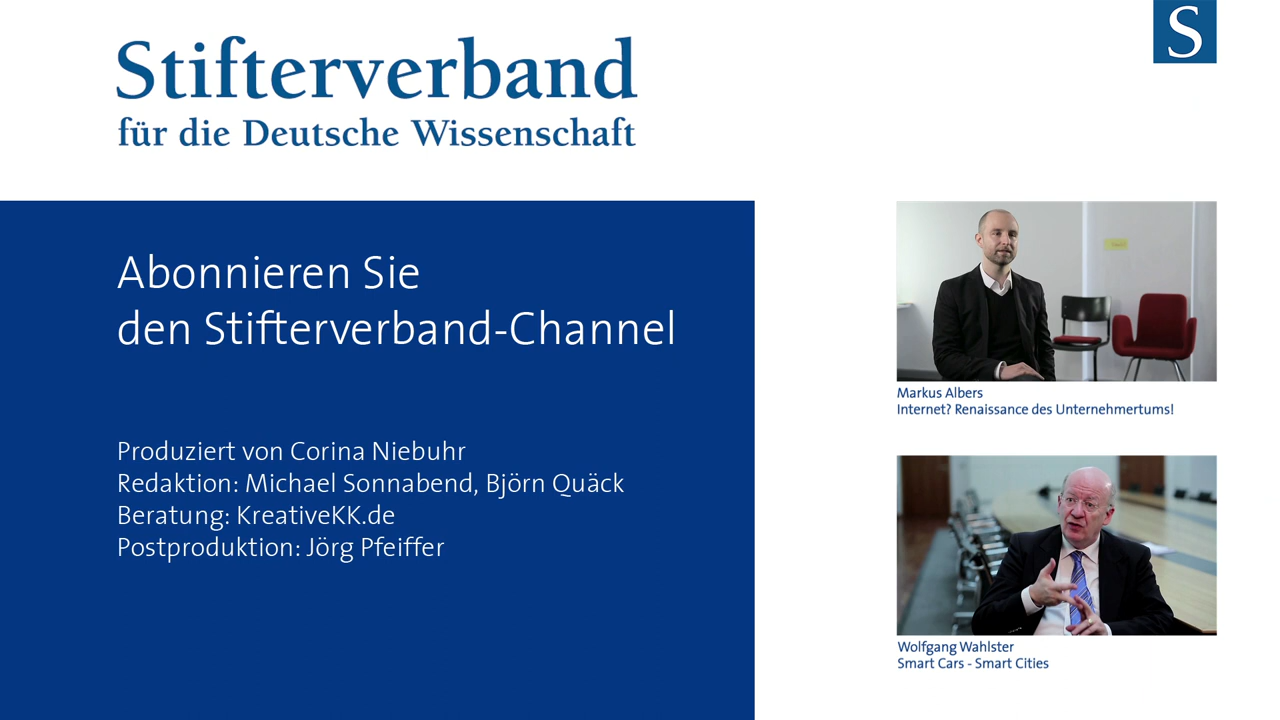 Stifterverband
für die Deutsche Wissenschaft
S
Abonnieren Sie
den Stifterverband-Channel
Produziert von Corina Niebuhr
Redaktion: Michael Sonnabend, Björn Quäck
Beratung: KreativeKK.de
Postproduktion: Jörg Pfeiffer
Markus Albers
Internet? Renaissance des Unternehmertums!
Wolfgang Wahlster
Smart Cars - Smart Cities